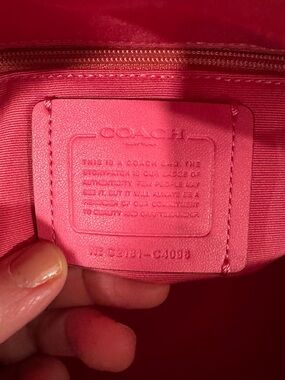 COACH
THIS IS A COACH BAG. THE
STORYPATCH IS OUR BADGE OF
AUTHENTICITY. FEW PEOPLE MAY
SEE IT, BUT IT WILL ALWAYS BE A
REMINDER OF OUR COMMITMENT
TO QUALITY AND CRAFTSMANSHIP.